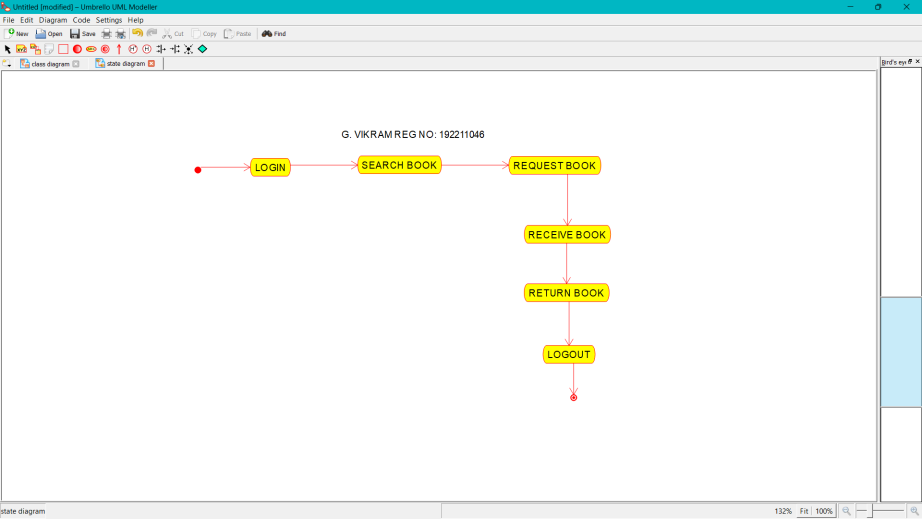 Untitled [modified] – Umbrello UML Modeller
File Edit Diagram Code Settings Help
New Open Save Cut Copy Paste Find
class diagram state diagram Bird's eye
G. VIKRAM REG NO: 192211046
LOGIN SEARCH BOOK REQUEST BOOK
RECEIVE BOOK
RETURN BOOK
LOGOUT
state diagram 132% Fit 100%